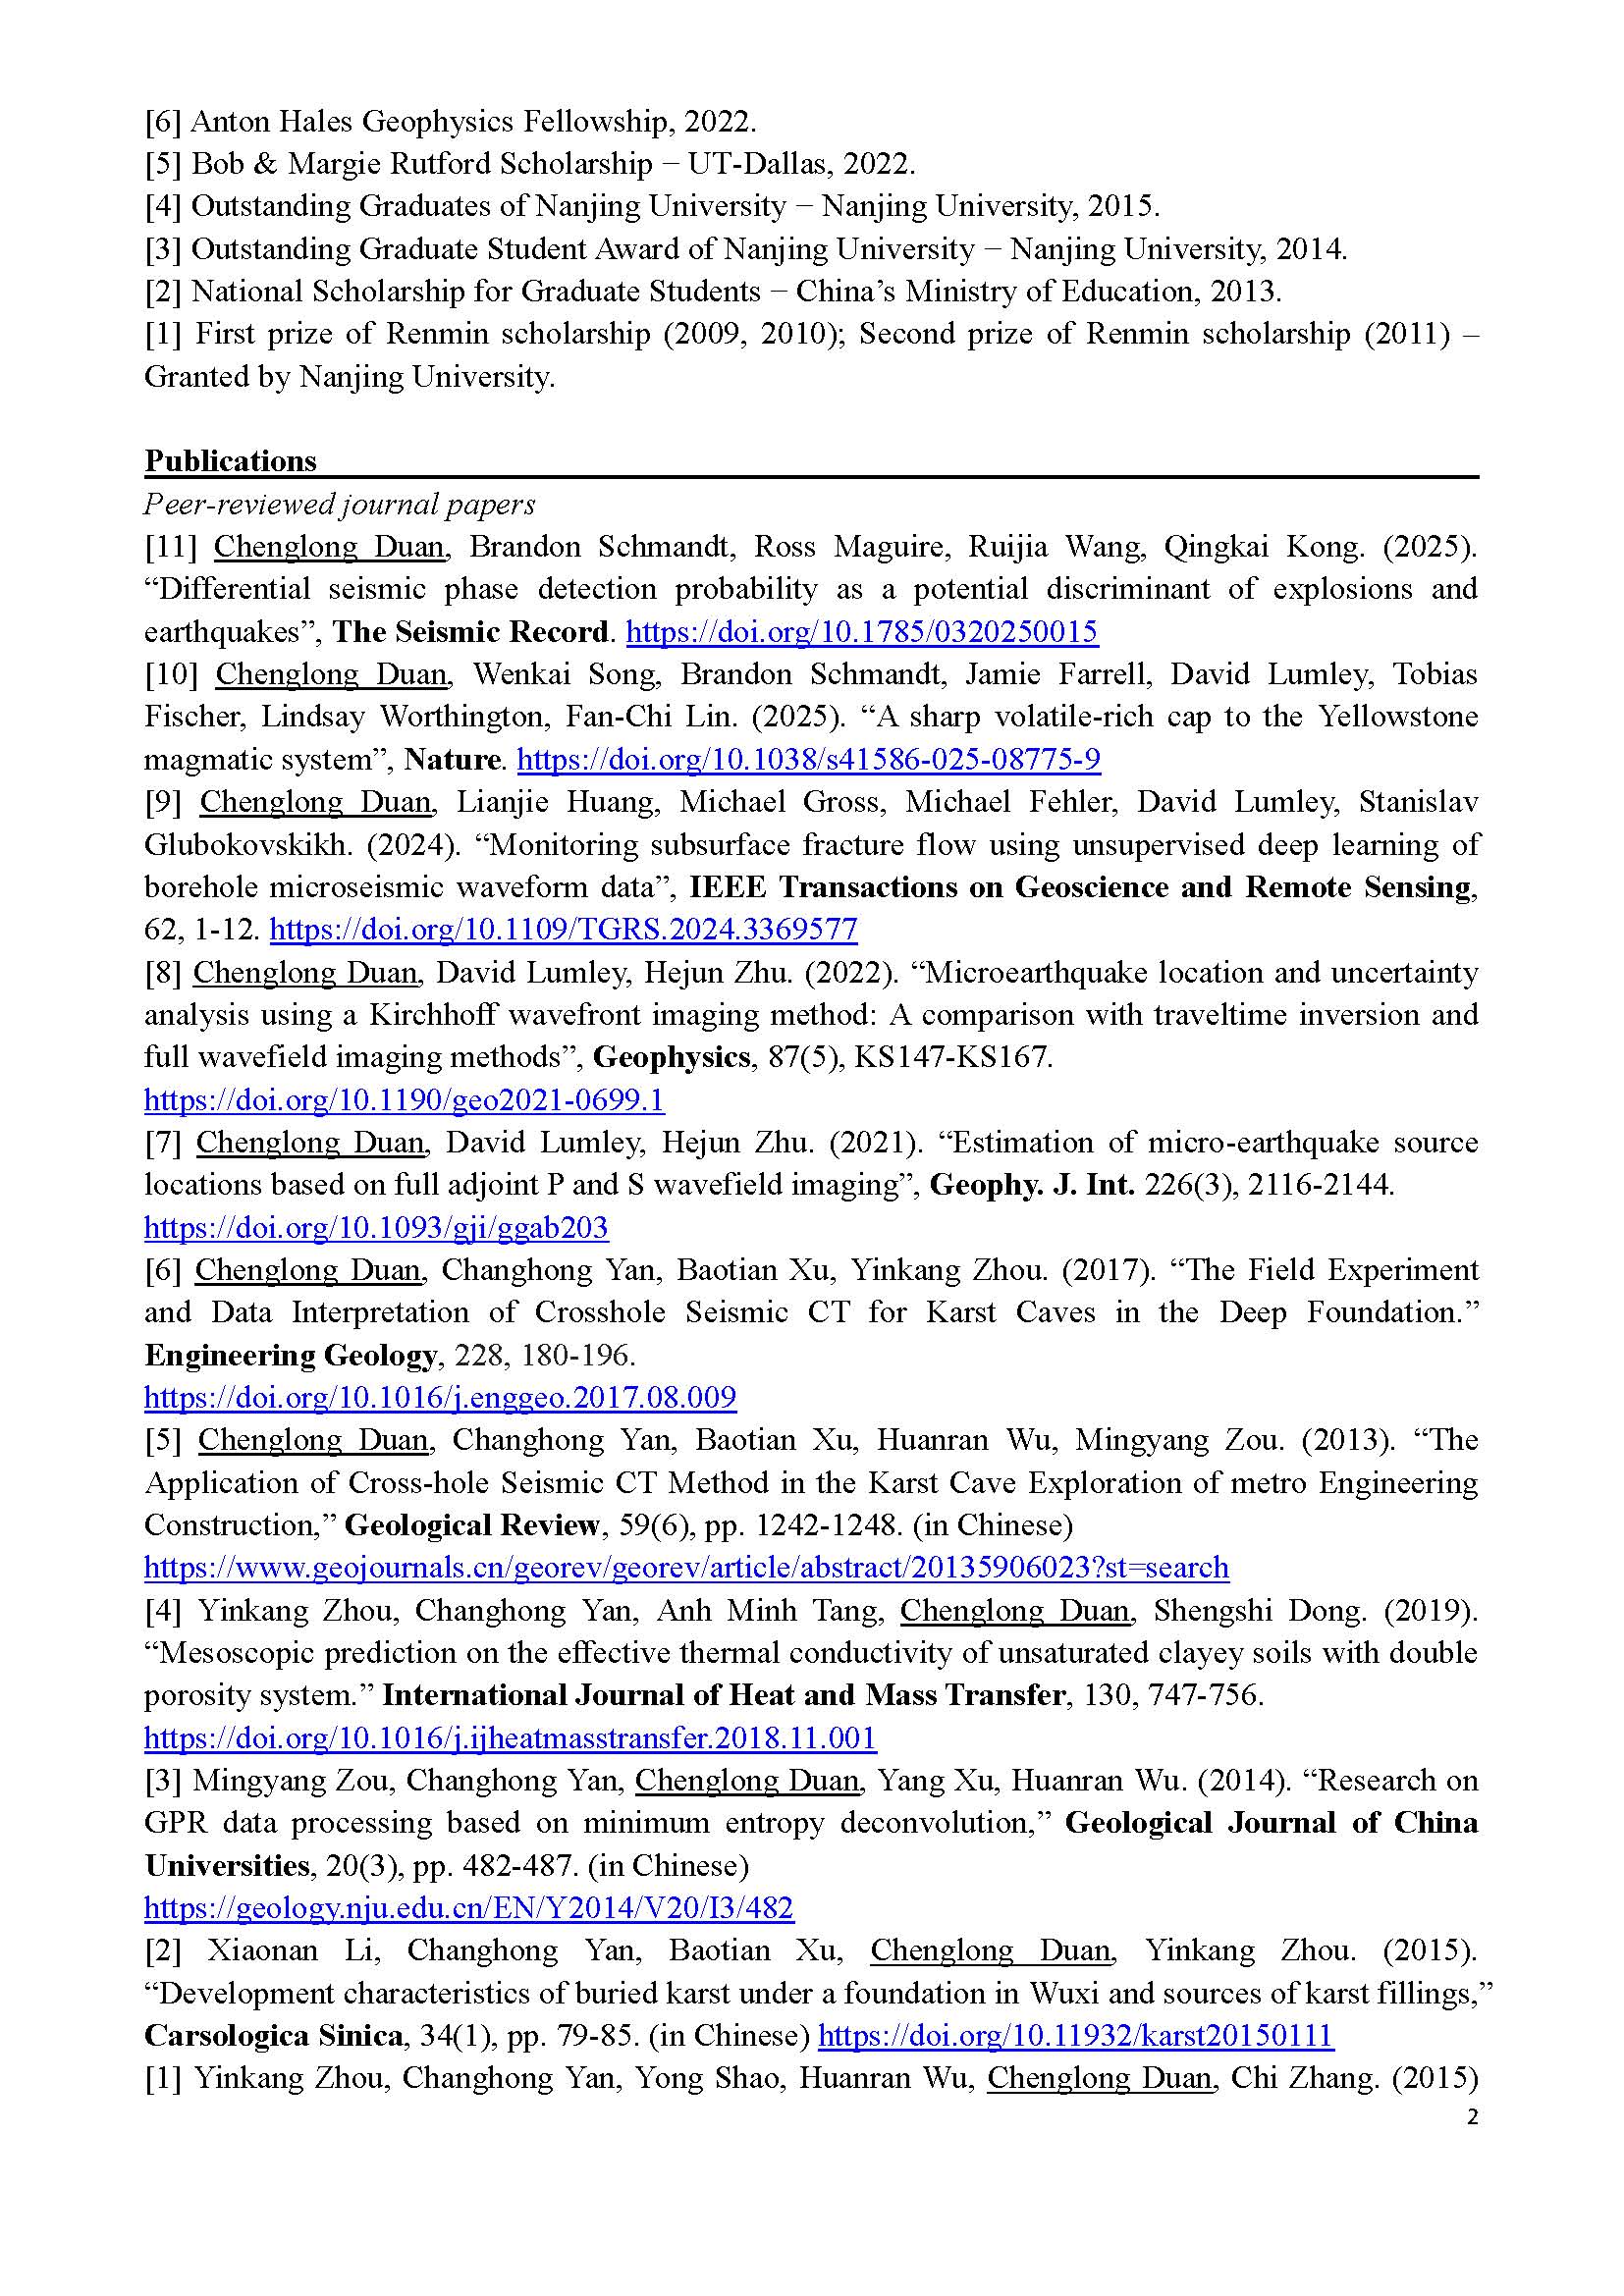 [6] Anton Hales Geophysics Fellowship, 2022.
[5] Bob & Margie Rutford Scholarship − UT-Dallas, 2022.
[4] Outstanding Graduates of Nanjing University − Nanjing University, 2015.
[3] Outstanding Graduate Student Award of Nanjing University − Nanjing University, 2014.
[2] National Scholarship for Graduate Students − China’s Ministry of Education, 2013.
[1] First prize of Renmin scholarship (2009, 2010); Second prize of Renmin scholarship (2011) –
Granted by Nanjing University.
Publications
Peer-reviewed journal papers
[11] Chenglong Duan, Brandon Schmandt, Ross Maguire, Ruijia Wang, Qingkai Kong. (2025).
“Differential seismic phase detection probability as a potential discriminant of explosions and
earthquakes”, The Seismic Record. https://doi.org/10.1785/0320250015
[10] Chenglong Duan, Wenkai Song, Brandon Schmandt, Jamie Farrell, David Lumley, Tobias
Fischer, Lindsay Worthington, Fan-Chi Lin. (2025). “A sharp volatile-rich cap to the Yellowstone
magmatic system”, Nature. https://doi.org/10.1038/s41586-025-08775-9
[9] Chenglong Duan, Lianjie Huang, Michael Gross, Michael Fehler, David Lumley, Stanislav
Glubokovskikh. (2024). “Monitoring subsurface fracture flow using unsupervised deep learning of
borehole microseismic waveform data”, IEEE Transactions on Geoscience and Remote Sensing,
62, 1-12. https://doi.org/10.1109/TGRS.2024.3369577
[8] Chenglong Duan, David Lumley, Hejun Zhu. (2022). “Microearthquake location and uncertainty
analysis using a Kirchhoff wavefront imaging method: A comparison with traveltime inversion and
full wavefield imaging methods”, Geophysics, 87(5), KS147-KS167.
https://doi.org/10.1190/geo2021-0699.1
[7] Chenglong Duan, David Lumley, Hejun Zhu. (2021). “Estimation of micro-earthquake source
locations based on full adjoint P and S wavefield imaging”, Geophy. J. Int. 226(3), 2116-2144.
https://doi.org/10.1093/gji/ggab203
[6] Chenglong Duan, Changhong Yan, Baotian Xu, Yinkang Zhou. (2017). “The Field Experiment
and Data Interpretation of Crosshole Seismic CT for Karst Caves in the Deep Foundation.”
Engineering Geology, 228, 180-196.
https://doi.org/10.1016/j.enggeo.2017.08.009
[5] Chenglong Duan, Changhong Yan, Baotian Xu, Huanran Wu, Mingyang Zou. (2013). “The
Application of Cross-hole Seismic CT Method in the Karst Cave Exploration of metro Engineering
Construction,” Geological Review, 59(6), pp. 1242-1248. (in Chinese)
https://www.geojournals.cn/georev/georev/article/abstract/20135906023?st=search
[4] Yinkang Zhou, Changhong Yan, Anh Minh Tang, Chenglong Duan, Shengshi Dong. (2019).
“Mesoscopic prediction on the effective thermal conductivity of unsaturated clayey soils with double
porosity system.” International Journal of Heat and Mass Transfer, 130, 747-756.
https://doi.org/10.1016/j.ijheatmasstransfer.2018.11.001
[3] Mingyang Zou, Changhong Yan, Chenglong Duan, Yang Xu, Huanran Wu. (2014). “Research on
GPR data processing based on minimum entropy deconvolution,” Geological Journal of China
Universities, 20(3), pp. 482-487. (in Chinese)
https://geology.nju.edu.cn/EN/Y2014/V20/I3/482
[2] Xiaonan Li, Changhong Yan, Baotian Xu, Chenglong Duan, Yinkang Zhou. (2015).
“Development characteristics of buried karst under a foundation in Wuxi and sources of karst fillings,”
Carsologica Sinica, 34(1), pp. 79-85. (in Chinese) https://doi.org/10.11932/karst20150111
[1] Yinkang Zhou, Changhong Yan, Yong Shao, Huanran Wu, Chenglong Duan, Chi Zhang. (2015)
2